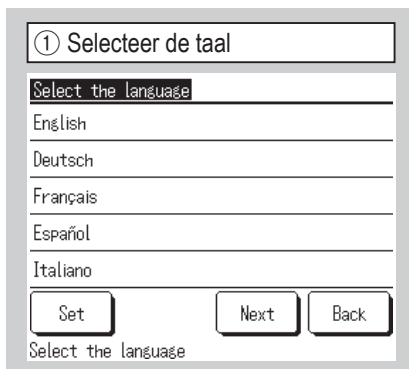 ① Selecteer de taal
Select the language
English
Deutsch
Français
Español
Italiano
Set Next Back
Select the language